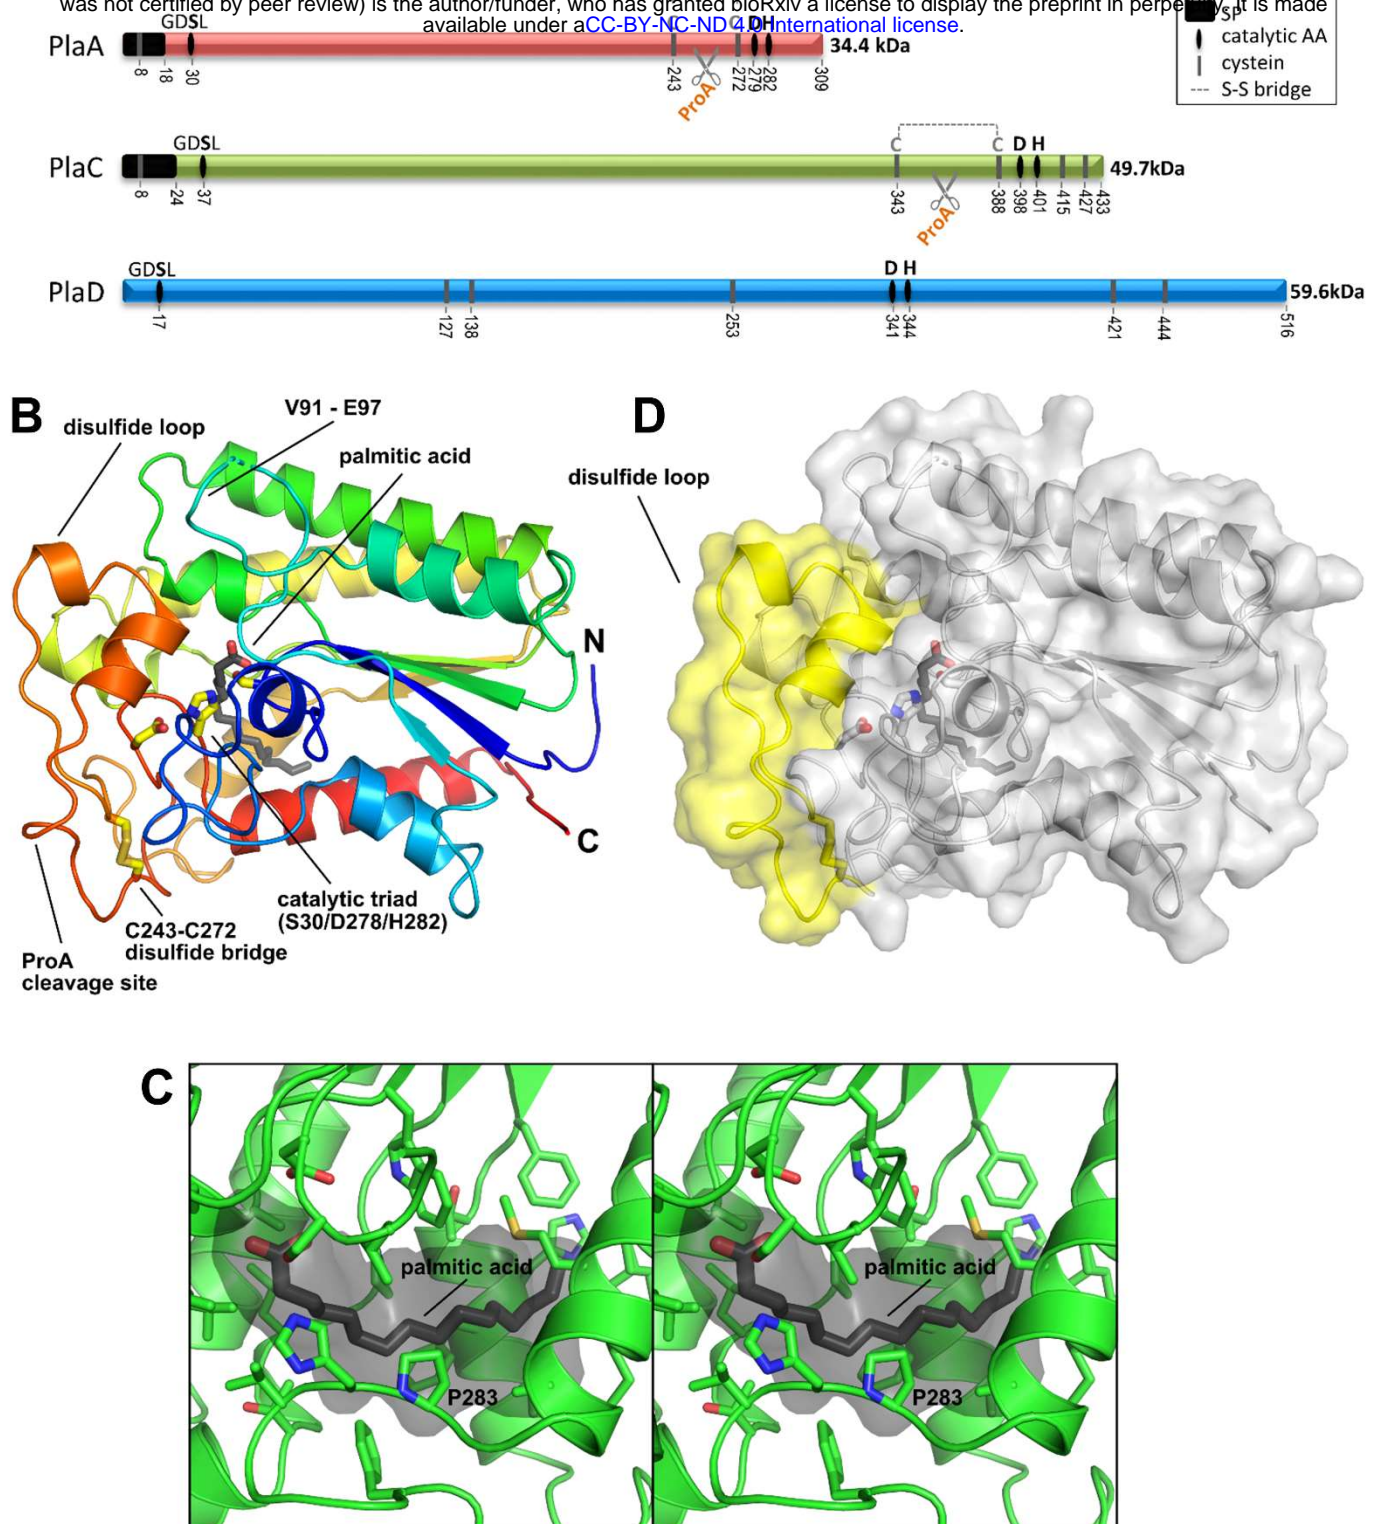 was not certified by peer review) is the author/funder, who has granted bioRxiv a license to display the preprint in perpetuity. It is made
available under aCC-BY-NC-ND 4.0 International license.
SP
catalytic AA
cystein
S-S bridge
PlaA
GDSL
C
C
D H
34.4 kDa
8
18
30
243
ProA
272
279
282
309
PlaC
GDSL
C
C
D H
49.7kDa
8
24
37
343
ProA
388
398
401
415
427
433
PlaD
GDSL
D H
59.6kDa
17
127
138
253
341
344
421
444
516
B
disulfide loop
V91 - E97
palmitic acid
N
C
catalytic triad
(S30/D278/H282)
C243-C272
disulfide bridge
ProA
cleavage site
D
disulfide loop
C
palmitic acid
P283
palmitic acid
P283